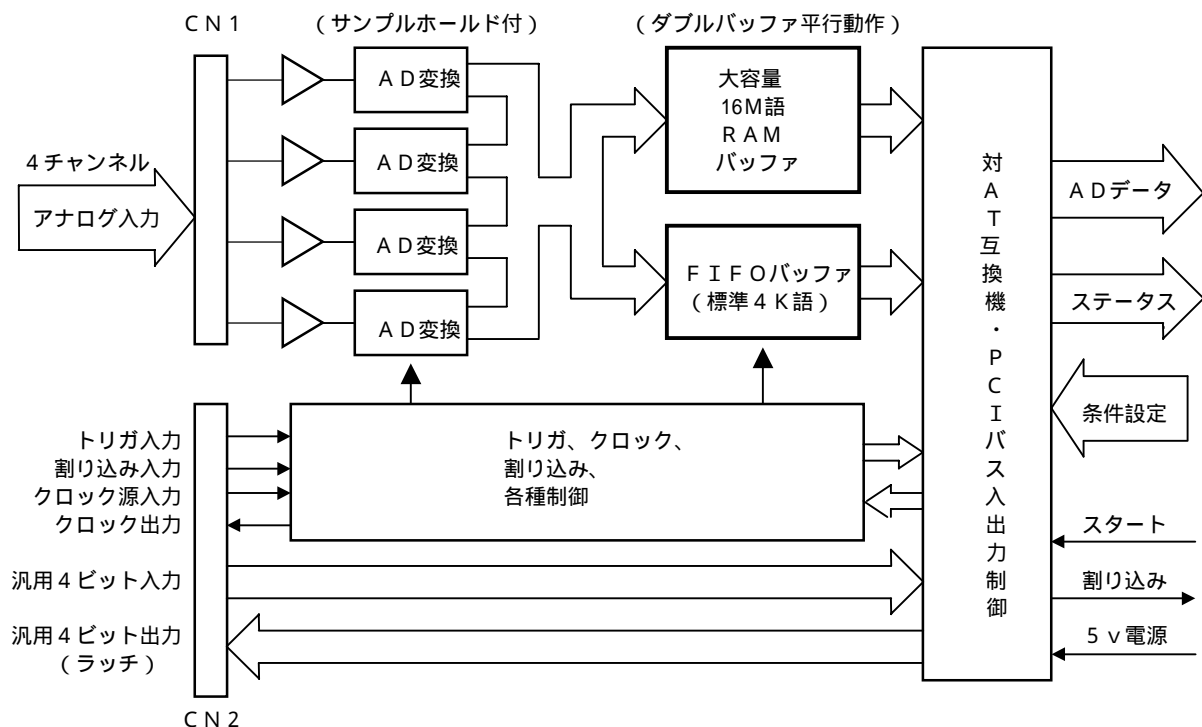 ＣＮ１
（サンプルホールド付）
（ダブルバッファ平行動作）
ＡＤ変換
ＡＤ変換
ＡＤ変換
ＡＤ変換
４チャンネル
アナログ入力
大容量
16M語
ＲＡＭ
バッファ
ＦＩＦＯバッファ
（標準４Ｋ語）
対ＡＴ互換機・ＰＣＩバス入出力制御
ＡＤデータ
ステータス
条件設定
スタート
割り込み
５ｖ電源
トリガ入力
割り込み入力
クロック源入力
クロック出力
トリガ、クロック、
割り込み、
各種制御
汎用４ビット入力
汎用４ビット出力
（ラッチ）
ＣＮ２